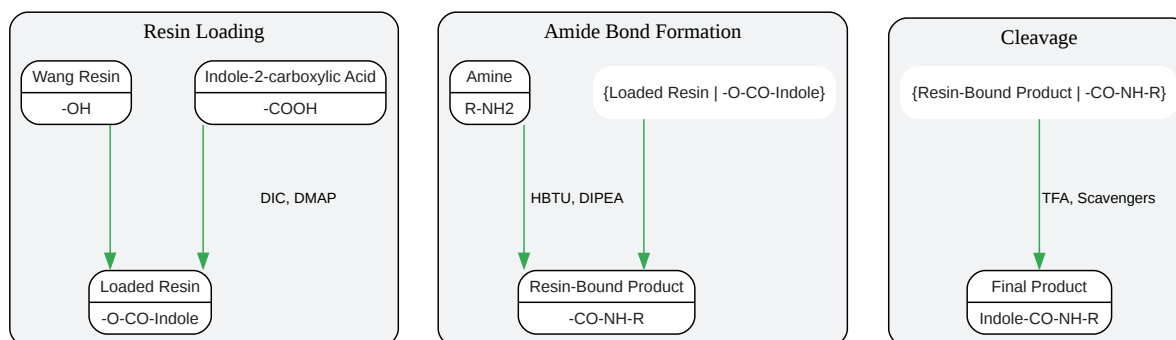 Resin Loading
Wang Resin
-OH
Indole-2-carboxylic Acid
-COOH
DIC, DMAP
Loaded Resin
-O-CO-Indole
Amide Bond Formation
Amine
R-NH2
{Loaded Resin | -O-CO-Indole}
HBTU, DIPEA
Resin-Bound Product
-CO-NH-R
Cleavage
{Resin-Bound Product | -CO-NH-R}
TFA, Scavengers
Final Product
Indole-CO-NH-R